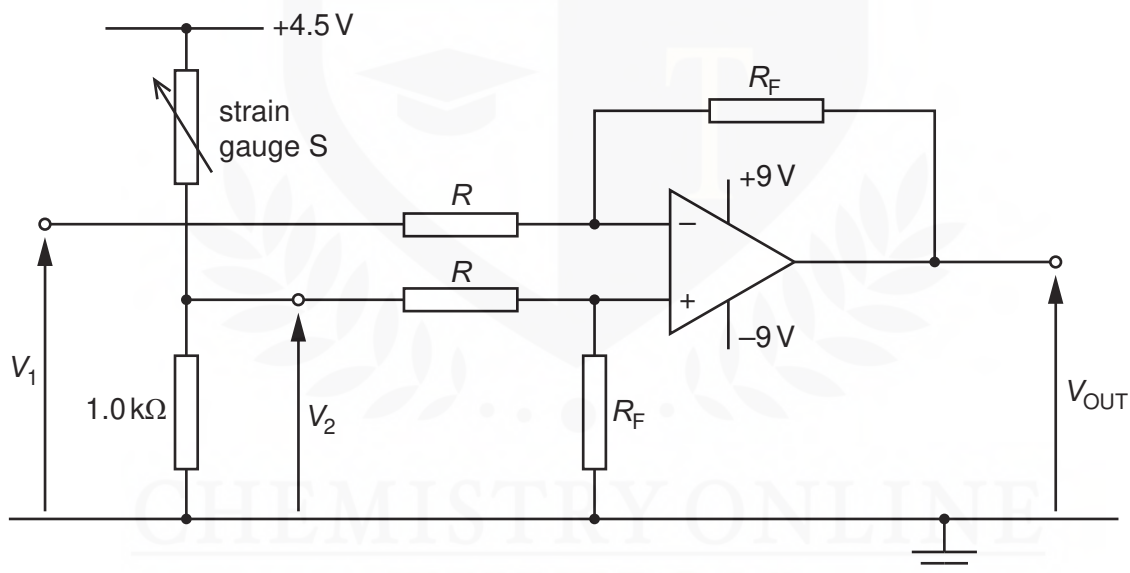 +4.5 V
strain
gauge S
R_F
+9 V
R
–
R
+
–9 V
V_1
1.0 kΩ
V_2
R_F
V_OUT
T
CHEMISTRY ONLINE